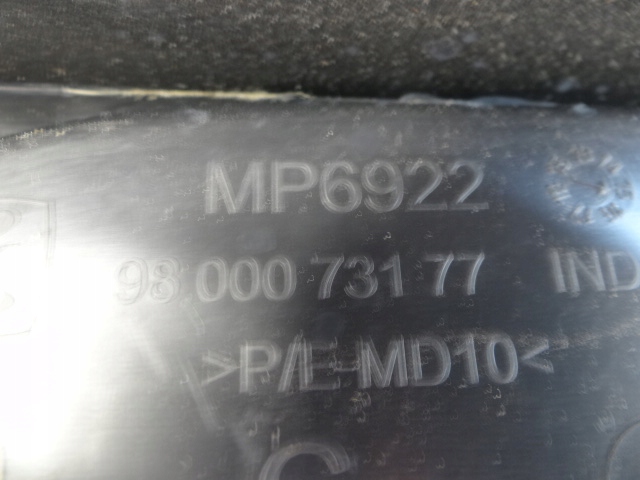 MP6922
98 000 731 77 IND
>P/E-MD10<
C